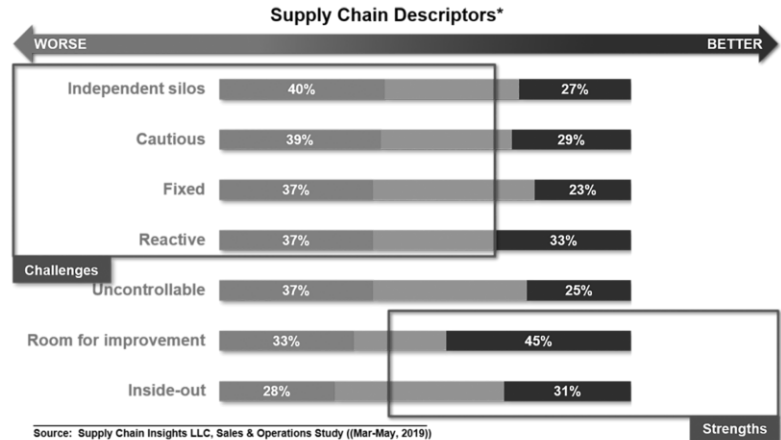 Supply Chain Descriptors*
WORSE BETTER
Independent silos 40% 27%
Cautious 39% 29%
Fixed 37% 23%
Reactive 37% 33%
Challenges
Uncontrollable 37% 25%
Room for improvement 33% 45%
Inside-out 28% 31%
Strengths
Source: Supply Chain Insights LLC, Sales & Operations Study ((Mar-May, 2019))